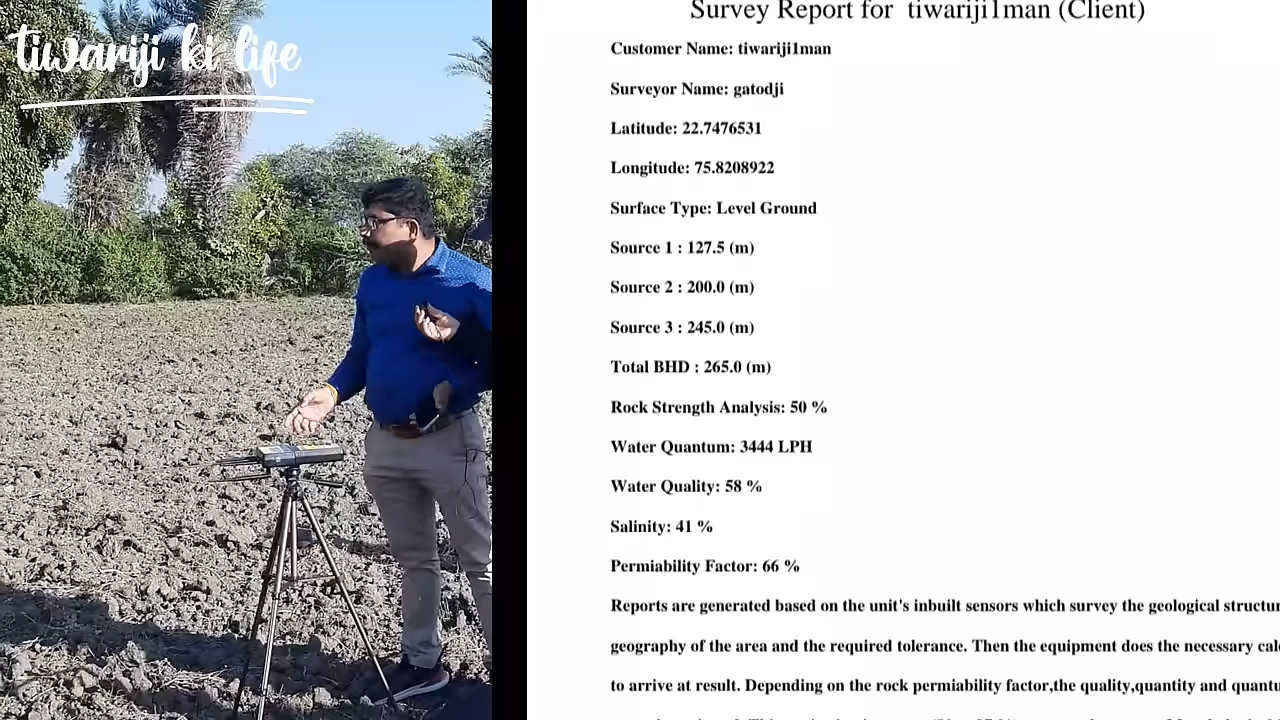 tiwariji ki life
Survey Report for tiwariji1man (Client)
Customer Name: tiwariji1man
Surveyor Name: gatodji
Latitude: 22.7476531
Longitude: 75.8208922
Surface Type: Level Ground
Source 1 : 127.5 (m)
Source 2 : 200.0 (m)
Source 3 : 245.0 (m)
Total BHD : 265.0 (m)
Rock Strength Analysis: 50 %
Water Quantum: 3444 LPH
Water Quality: 58 %
Salinity: 41 %
Permiability Factor: 66 %
Reports are generated based on the unit's inbuilt sensors which survey the geological
geography of the area and the required tolerance. Then the equipment does the necessary
to arrive at result. Depending on the rock permiability factor,the quality,quantity and